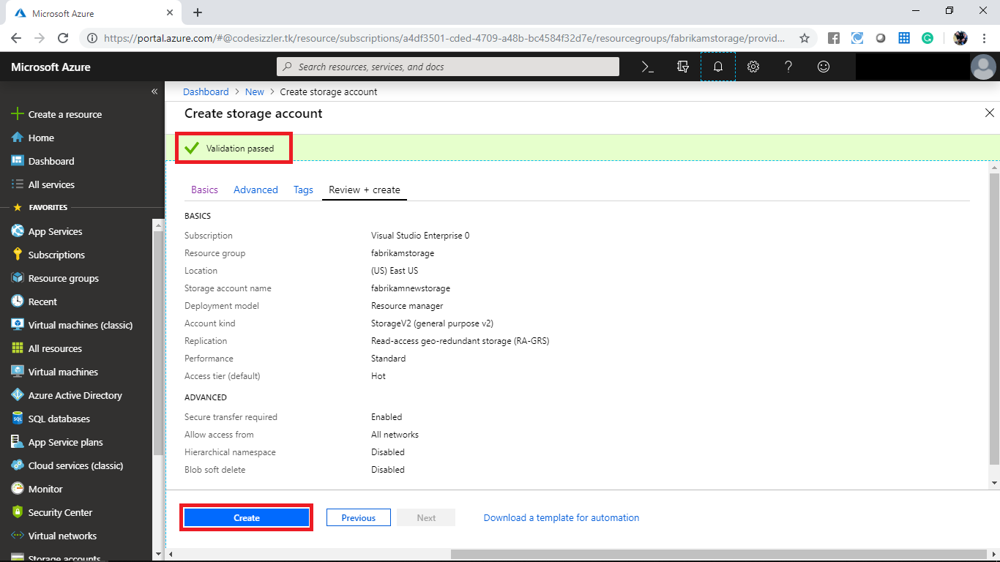 Microsoft Azure
https://portal.azure.com/#@codesizzler.tk/resource/subscriptions/a4df3501-cded-4709-a48b-bc4584f32d7e/resourcegroups/fabrikamstorage/provid...
Microsoft Azure
Search resources, services, and docs
Dashboard > New > Create storage account
Create storage account
Validation passed
Create a resource
Home
Dashboard
All services
FAVORITES
App Services
Subscriptions
Resource groups
Recent
Virtual machines (classic)
All resources
Virtual machines
Azure Active Directory
SQL databases
App Service plans
Cloud services (classic)
Monitor
Security Center
Virtual networks
Storage accounts
Basics Advanced Tags Review + create
BASICS
Subscription Visual Studio Enterprise 0
Resource group fabrikamstorage
Location (US) East US
Storage account name fabrikamnewstorage
Deployment model Resource manager
Account kind StorageV2 (general purpose v2)
Replication Read-access geo-redundant storage (RA-GRS)
Performance Standard
Access tier (default) Hot
ADVANCED
Secure transfer required Enabled
Allow access from All networks
Hierarchical namespace Disabled
Blob soft delete Disabled
Create Previous Next Download a template for automation